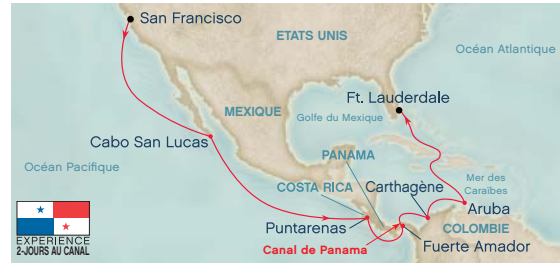 San Francisco
ETATS UNIS
Océan Atlantique
Ft. Lauderdale
Golfe du Mexique
MEXIQUE
Cabo San Lucas
PANAMA
Mer des
Caraïbes
Océan Pacifique
COSTA RICA
Carthagène
Aruba
Puntarenas
COLOMBIE
Canal de Panama
Fuerte Amador
EXPERIENCE
2-JOURS AU CANAL